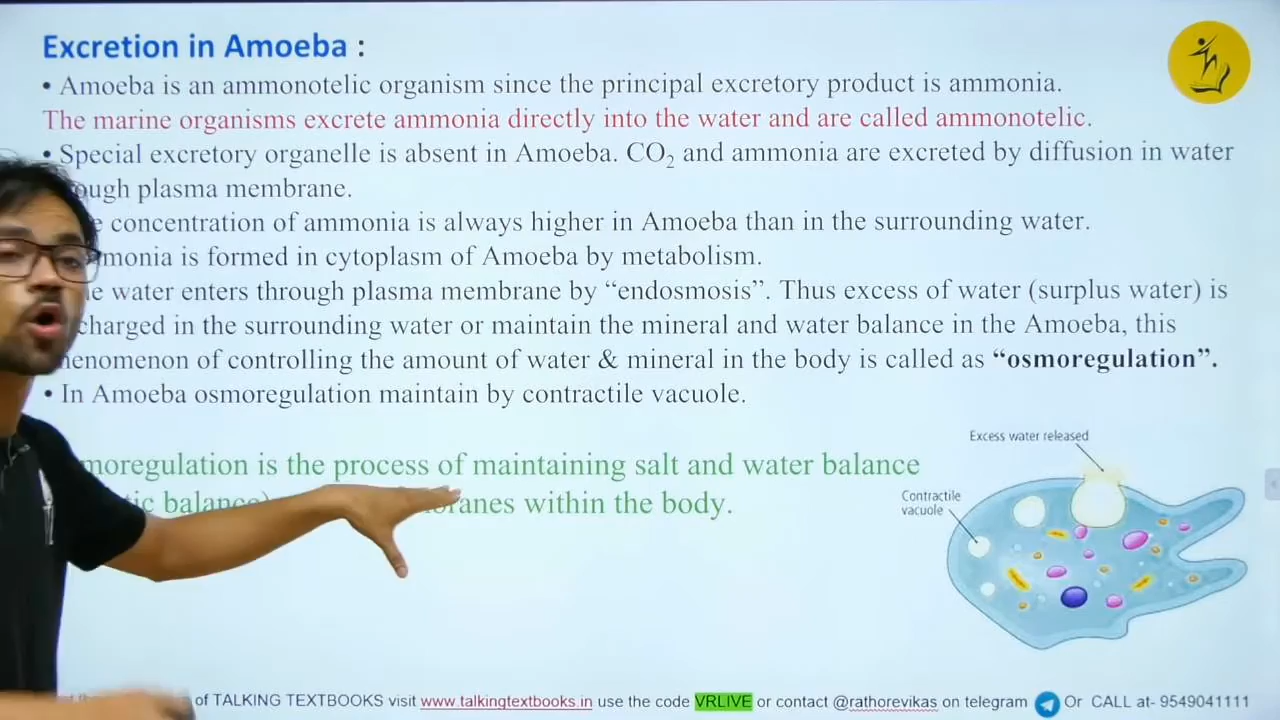 Excretion in Amoeba :
• Amoeba is an ammonotelic organism since the principal excretory product is ammonia.
The marine organisms excrete ammonia directly into the water and are called ammonotelic.
• Special excretory organelle is absent in Amoeba. CO₂ and ammonia are excreted by diffusion in water
plasma membrane.
concentration of ammonia is always higher in Amoeba than in the surrounding water.
is formed in cytoplasm of Amoeba by metabolism.
water enters through plasma membrane by “endosmosis”. Thus excess of water (surplus water) is
in the surrounding water or maintain the mineral and water balance in the Amoeba, this
of controlling the amount of water & mineral in the body is called as “osmoregulation”.
• In Amoeba osmoregulation maintain by contractile vacuole.
is the process of maintaining salt and water balance
within the body.
Excess water released
Contractile
vacuole
of TALKING TEXTBOOKS visit www.talkingtextbooks.in use the code VRLIVE or contact @rathorevikas on telegram Or CALL at- 9549041111